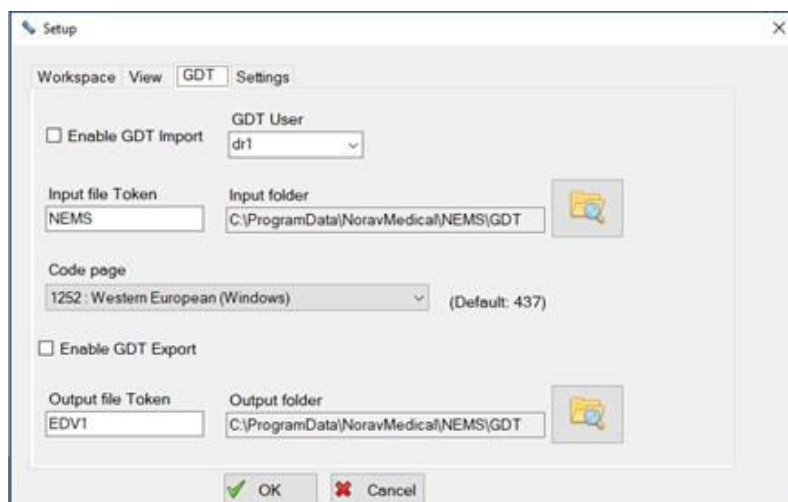 Setup
Workspace View GDT Settings
Enable GDT Import
GDT User
dr1
Input file Token
Input folder
NEMS
C:\ProgramData\NoravMedical\NEMS\GDT
Code page
1252 : Western European (Windows)
(Default: 437)
Enable GDT Export
Output file Token
Output folder
EDV1
C:\ProgramData\NoravMedical\NEMS\GDT
OK
Cancel